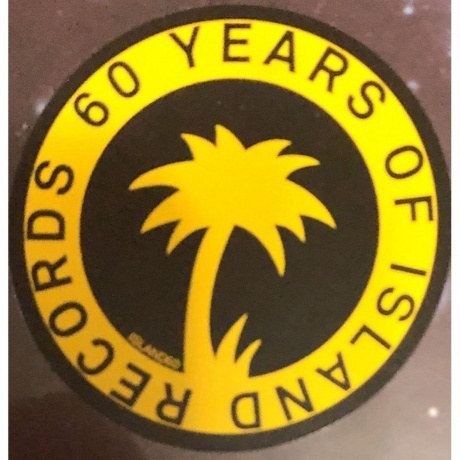 60 YEARS OF ISLAND RECORDS
ISLAND60